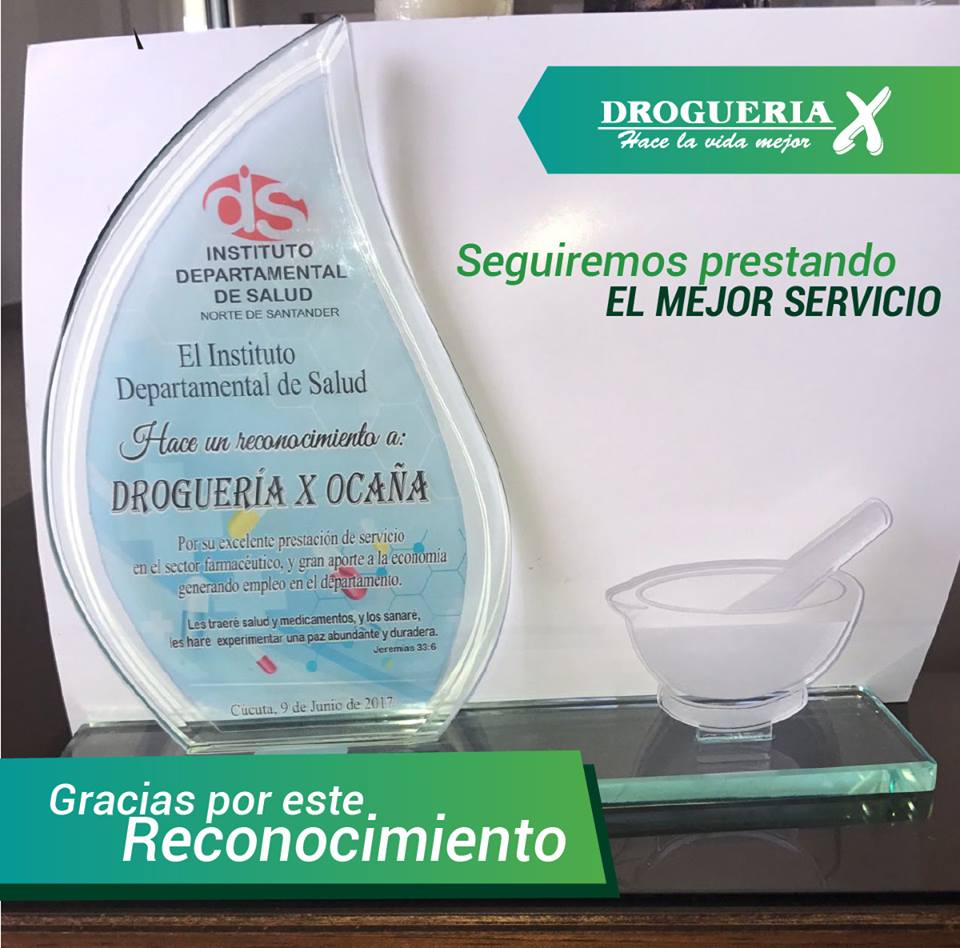 DROGUERIA X
Hace la vida mejor
Seguiremos prestando
EL MEJOR SERVICIO
ds
INSTITUTO
DEPARTAMENTAL
DE SALUD
NORTE DE SANTANDER
El Instituto
Departamental de Salud
Hace un reconocimiento a:
DROGUERÍA X OCAÑA
Por su excelente prestación de servicio
en el sector farmacéutico, y gran aporte a la economía
generando empleo en el départamento.
Les traeré salud y medicamentos, y los sanaré,
les haré experimentar una paz abundante y duradera.
Jeremías 33:6
Cúcuta, 9 de Junio de 2017
Gracias por este
Reconocimiento